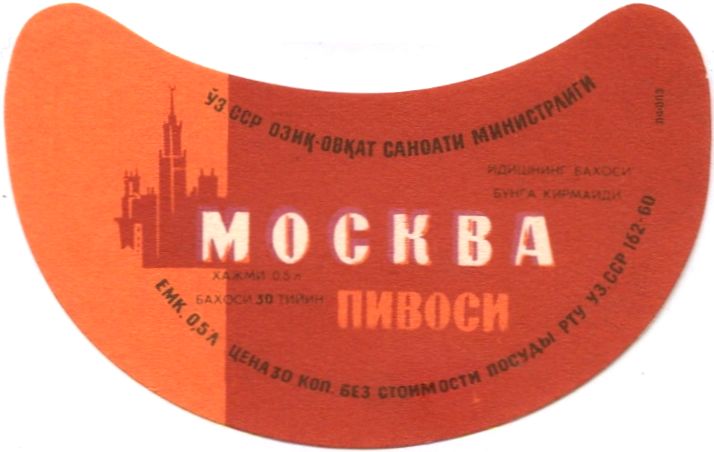 ЎЗ ССР ОЗИҚ-ОВҚАТ САНОАТИ МИНИСТРЛИГИ
ИДИШНИНГ БАХОСИ
БУНГА КИРМАЙДИ
МОСКВА
ХАЖМИ 0,5 л
БАХОСИ 30 ТИЙИН
ПИВОСИ
ЕМК. 0,5 Л ЦЕНА 30 КОП. БЕЗ СТОИМОСТИ ПОСУДЫ РТУ УЗ ССР 162-60